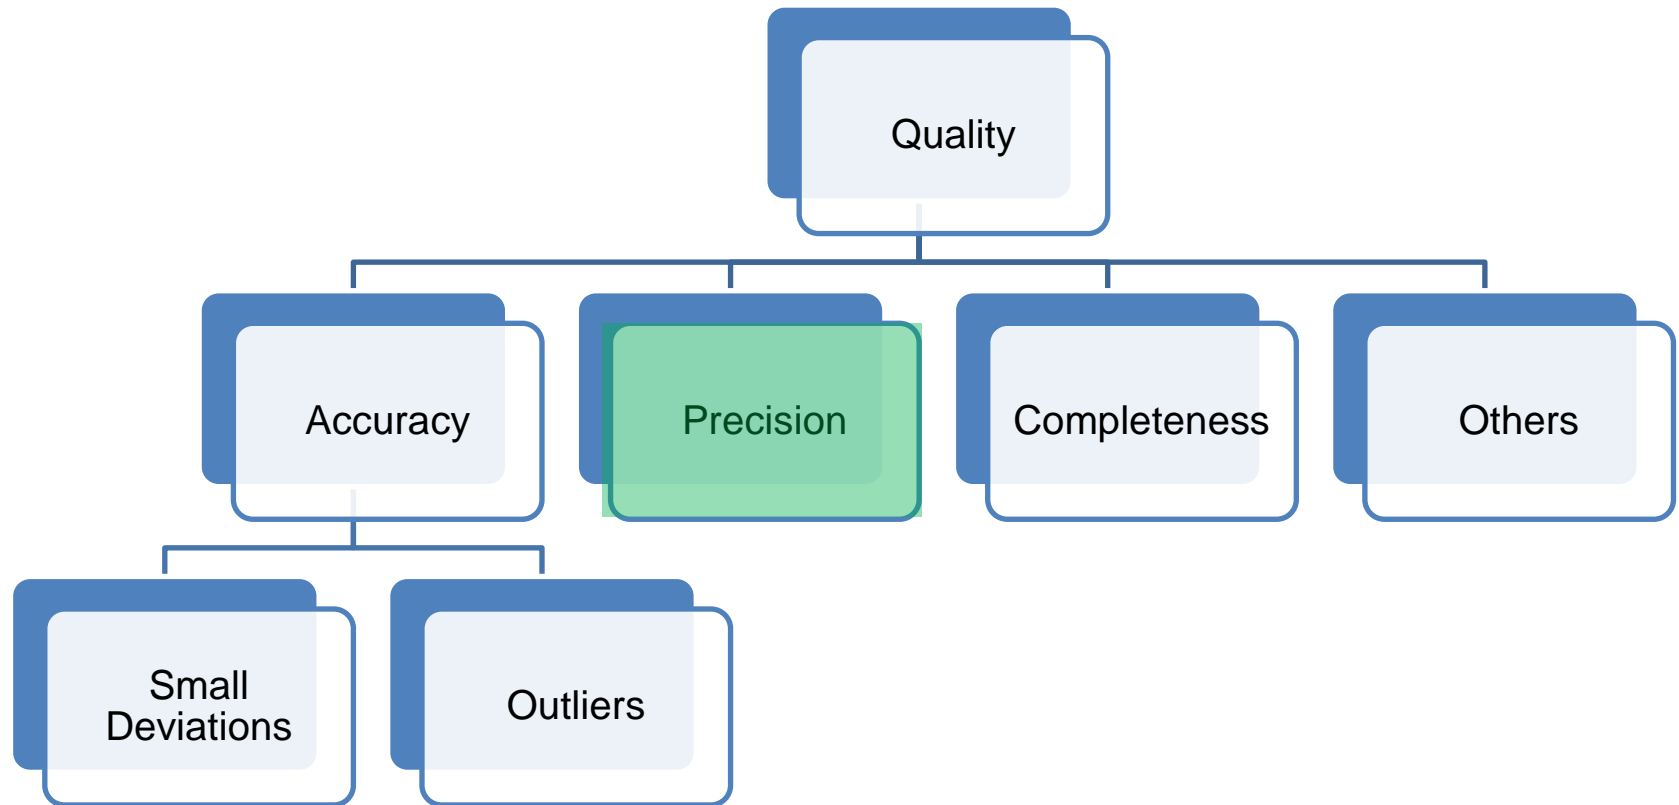 Quality
Accuracy
Precision
Completeness
Others
Small
Deviations
Outliers